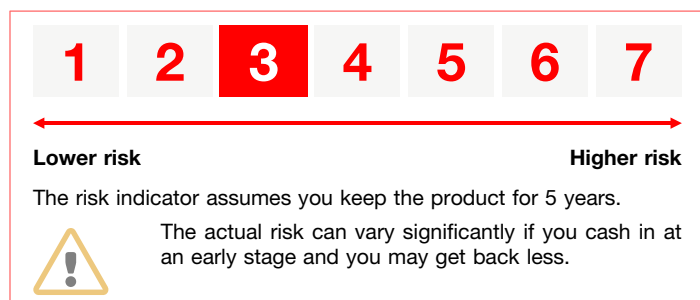 1 2 3 4 5 6 7
Lower risk Higher risk
The risk indicator assumes you keep the product for 5 years.
The actual risk can vary significantly if you cash in at
an early stage and you may get back less.